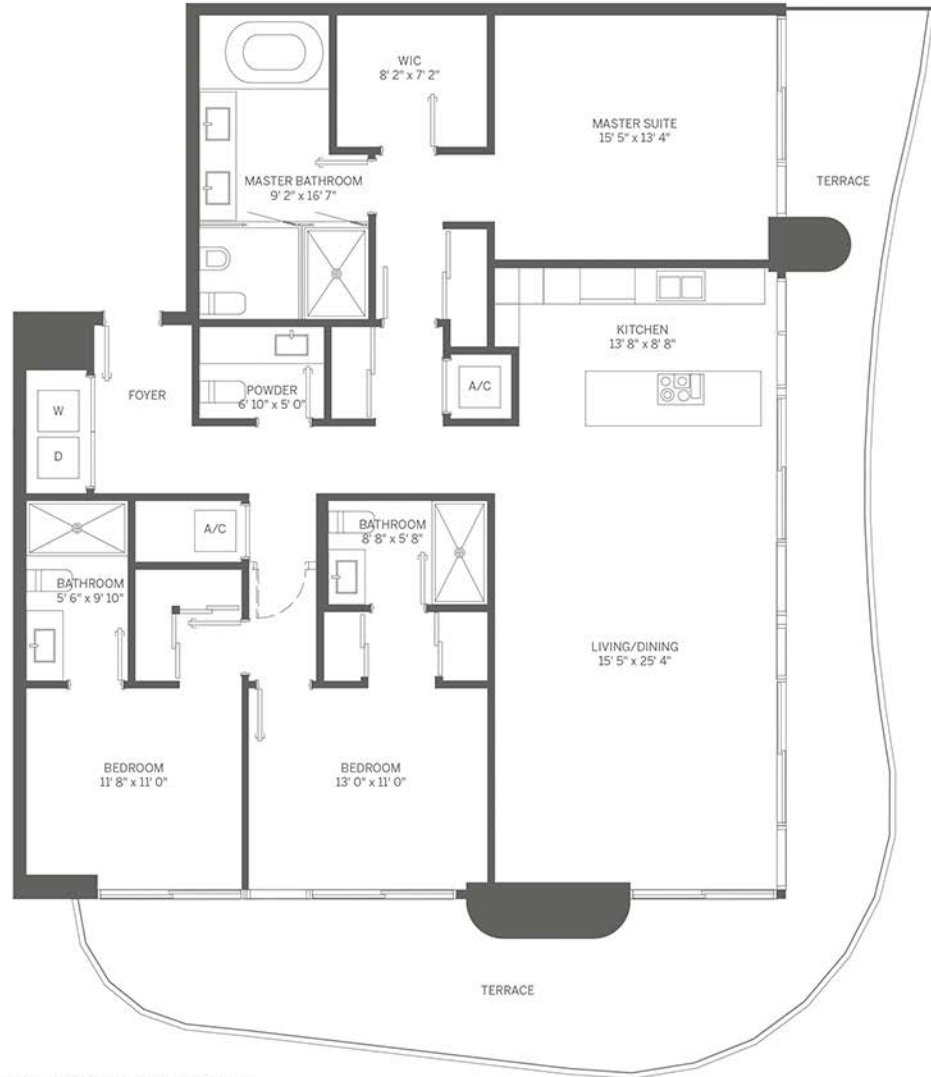 WIC
8' 2" x 7' 2"
MASTER SUITE
15' 5" x 13' 4"
TERRACE
MASTER BATHROOM
9' 2" x 16' 7"
KITCHEN
13' 8" x 8' 8"
FOYER
POWDER
6' 10" x 5' 0"
A/C
W
D
A/C
BATHROOM
8' 8" x 5' 8"
BATHROOM
5' 6" x 9' 10"
LIVING/DINING
15' 5" x 25' 4"
BEDROOM
11' 8" x 11' 0"
BEDROOM
13' 0" x 11' 0"
TERRACE